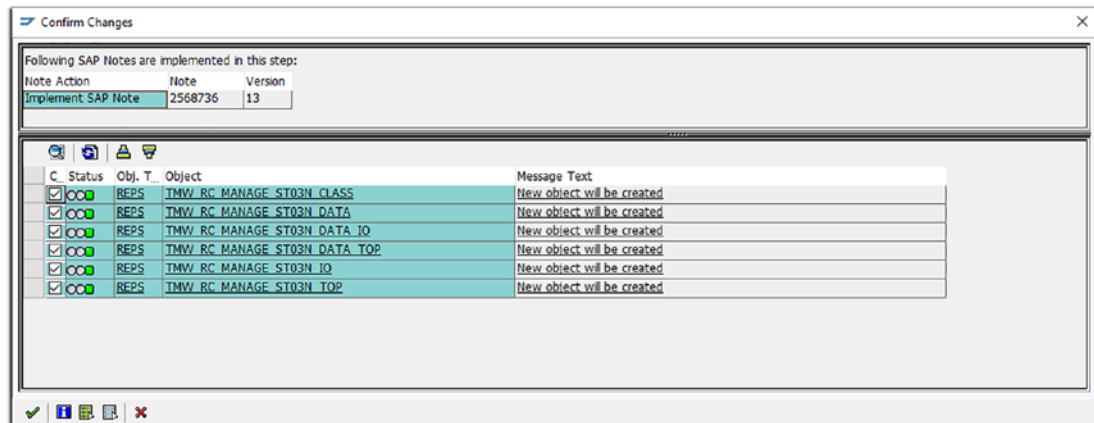 Confirm Changes
Following SAP Notes are implemented in this step:
Note Action Note Version
Implement SAP Note 2568736 13
C.. Status Obj. T... Object Message Text
REPS TMW_RC_MANAGE_ST03N_CLASS New object will be created
REPS TMW_RC_MANAGE_ST03N_DATA New object will be created
REPS TMW_RC_MANAGE_ST03N_DATA_IO New object will be created
REPS TMW_RC_MANAGE_ST03N_DATA_TOP New object will be created
REPS TMW_RC_MANAGE_ST03N_IO New object will be created
REPS TMW_RC_MANAGE_ST03N_TOP New object will be created